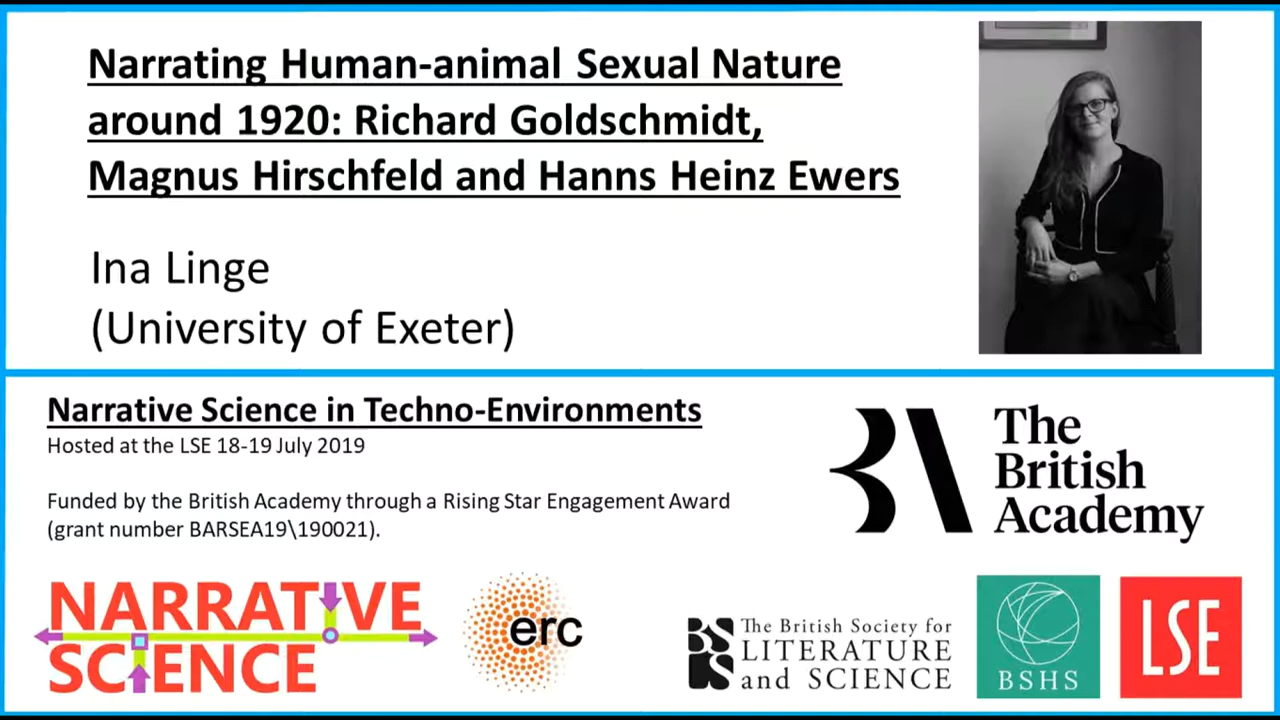 Narrating Human-animal Sexual Nature
around 1920: Richard Goldschmidt,
Magnus Hirschfeld and Hanns Heinz Ewers
Ina Linge
(University of Exeter)
Narrative Science in Techno-Environments
Hosted at the LSE 18-19 July 2019
Funded by the British Academy through a Rising Star Engagement Award
(grant number BARSEA19\190021).
The
British
Academy
NARRATIVE
SCIENCE
erc
BS
LS
The British Society for
LITERATURE
and SCIENCE
BSHS
LSE